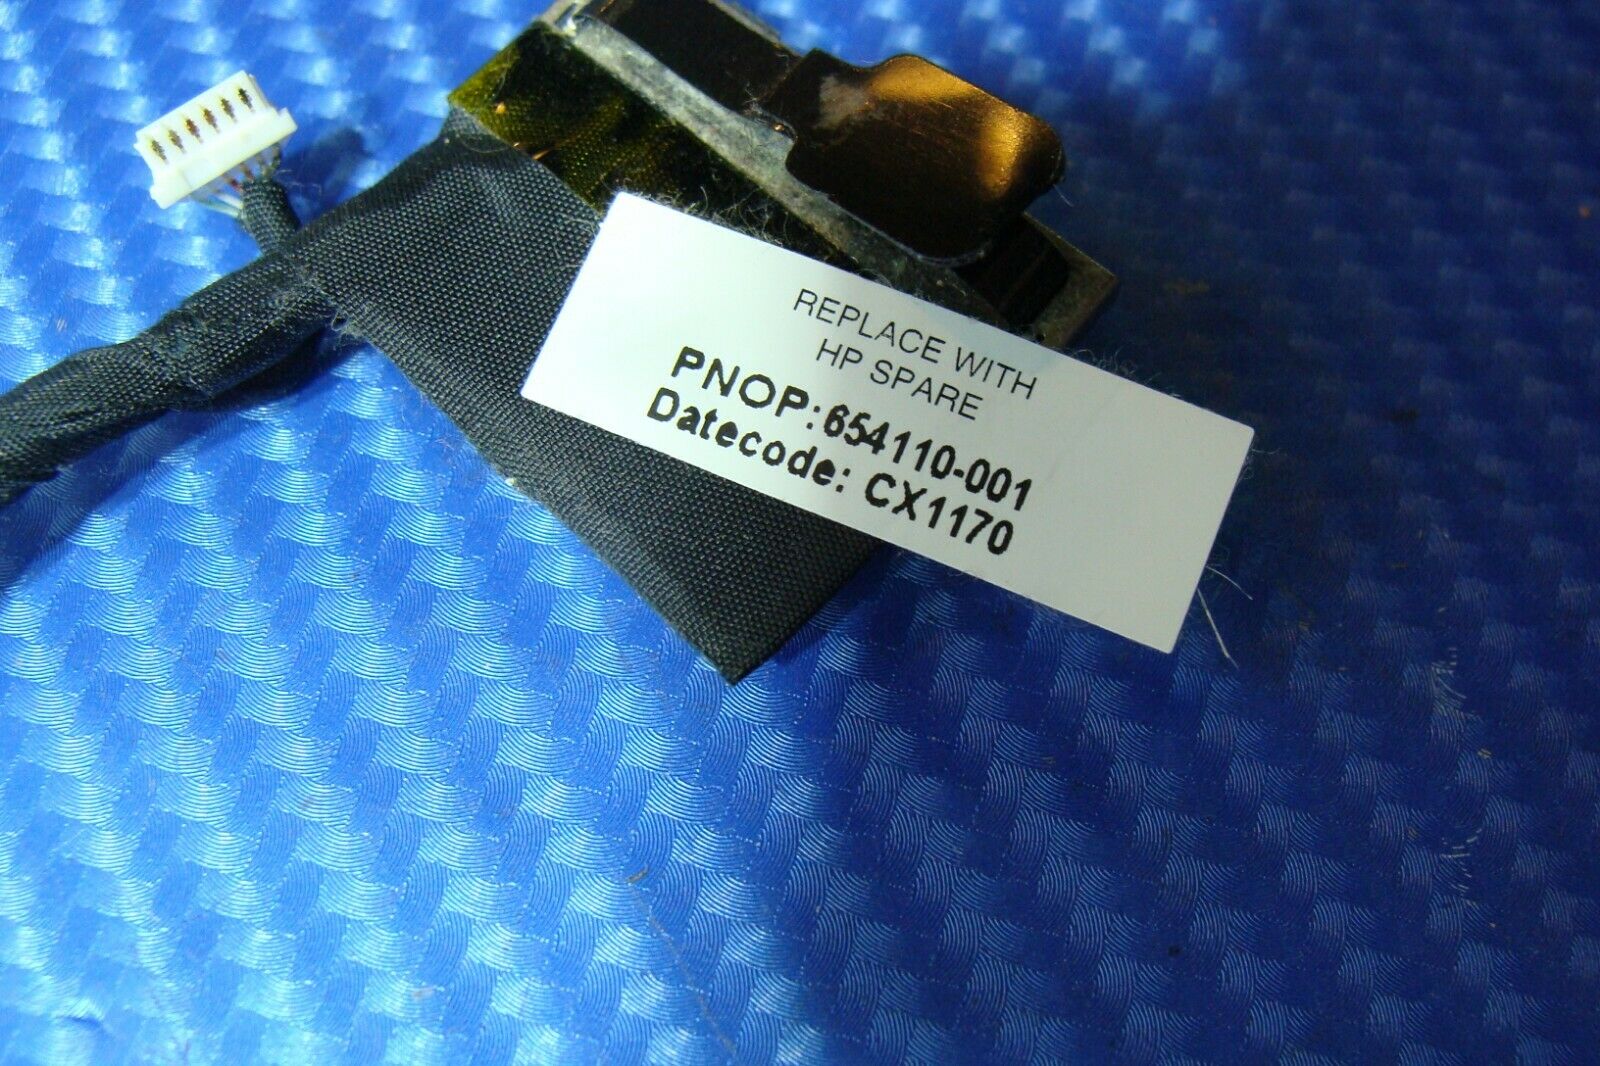 REPLACE WITH
HP SPARE
PNOP:654110-001
Datecode: CX1170